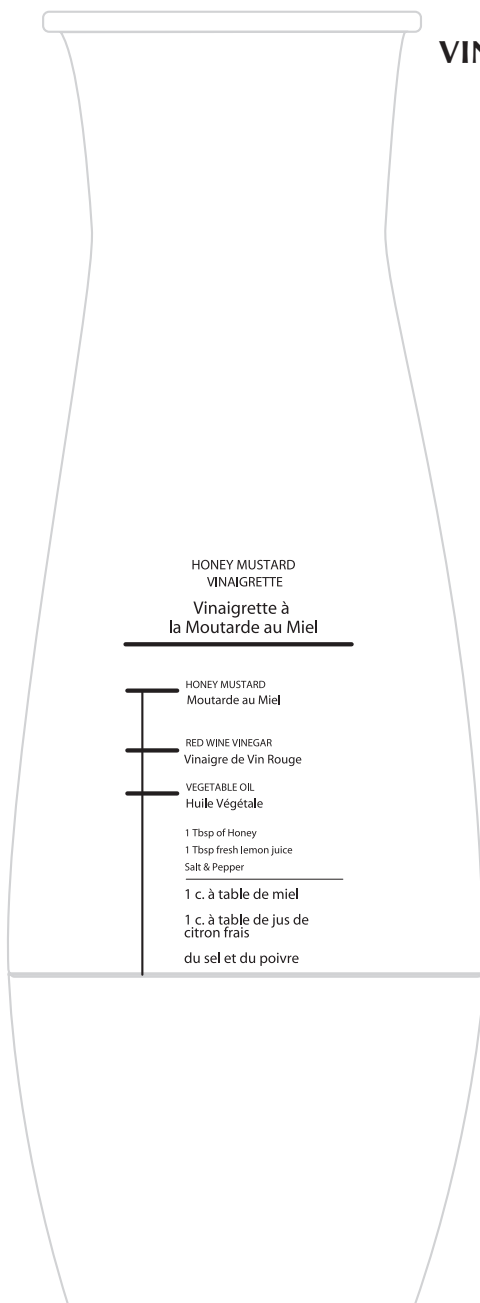 HONEY MUSTARD
VINAIGRETTE
Vinaigrette à
la Moutarde au Miel
HONEY MUSTARD
Moutarde au Miel
RED WINE VINEGAR
Vinaigre de Vin Rouge
VEGETABLE OIL
Huile Végétale
1 Tbsp of Honey
1 Tbsp fresh lemon juice
Salt & Pepper
1 c. à table de miel
1 c. à table de jus de
citron frais
du sel et du poivre